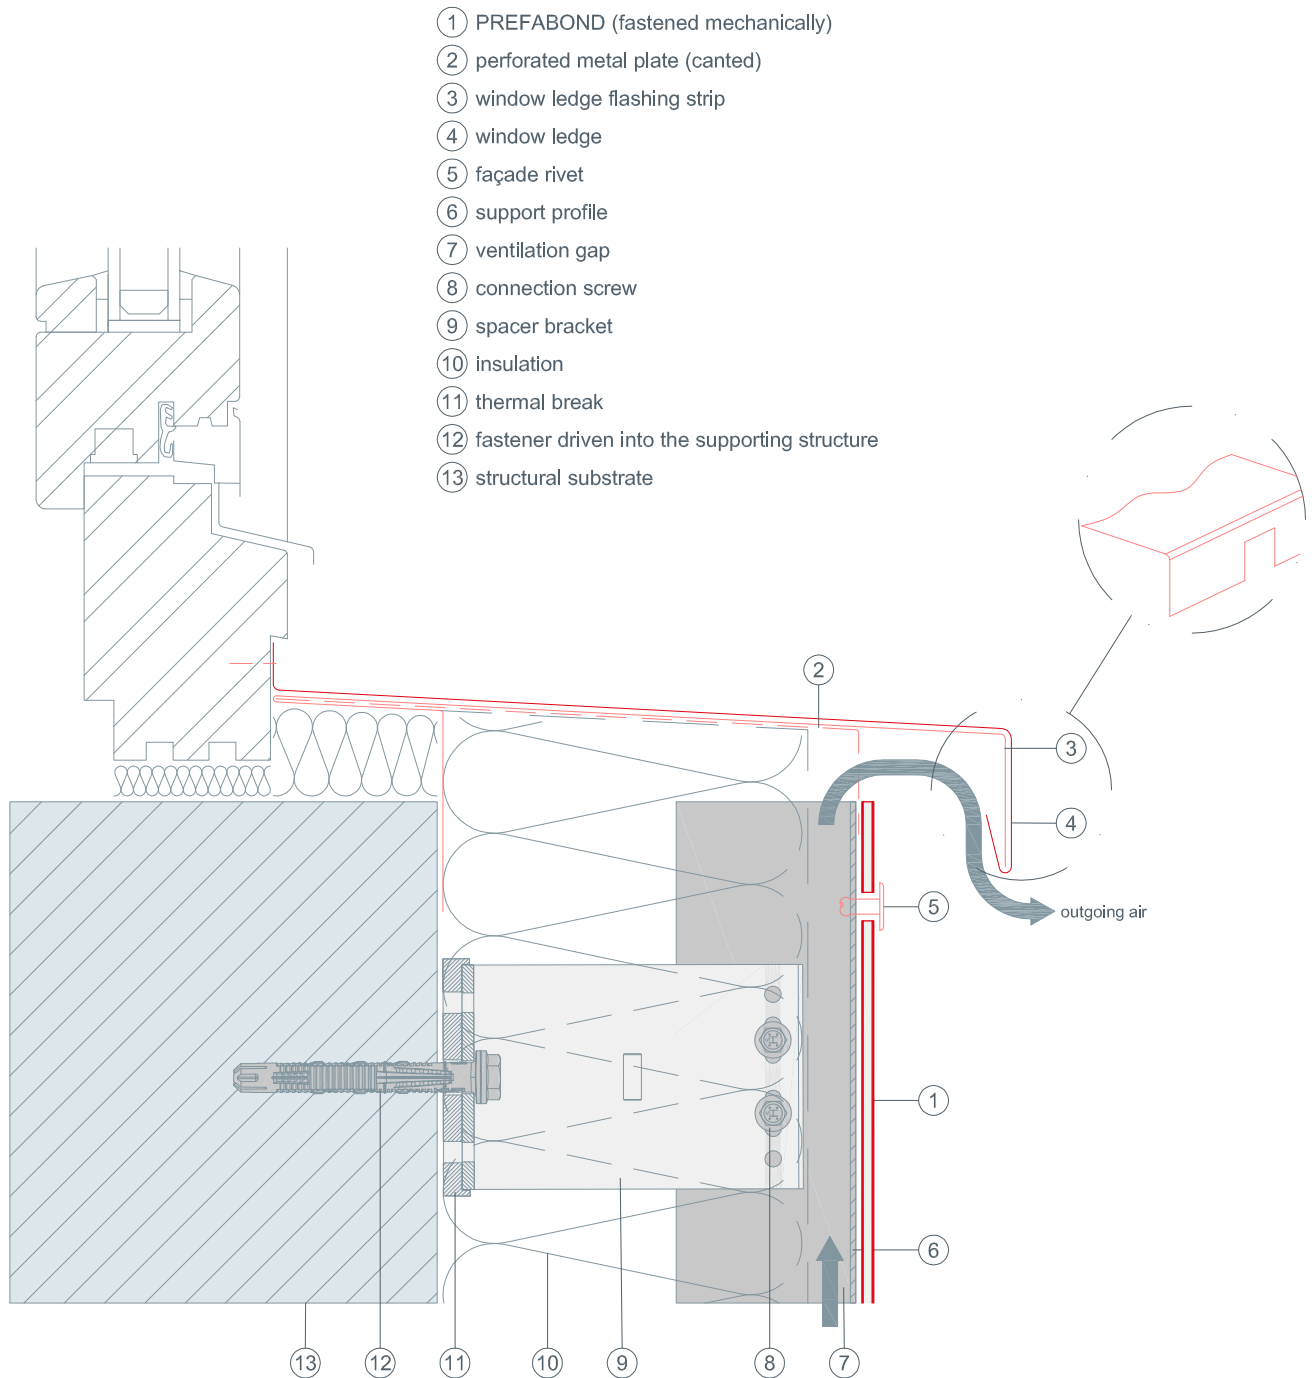 1 PREFABOND (fastened mechanically)
2 perforated metal plate (canted)
3 window ledge flashing strip
4 window ledge
5 façade rivet
6 support profile
7 ventilation gap
8 connection screw
9 spacer bracket
10 insulation
11 thermal break
12 fastener driven into the supporting structure
13 structural substrate
2
3
4
5
outgoing air
1
6
13 12 11 10 9 8 7